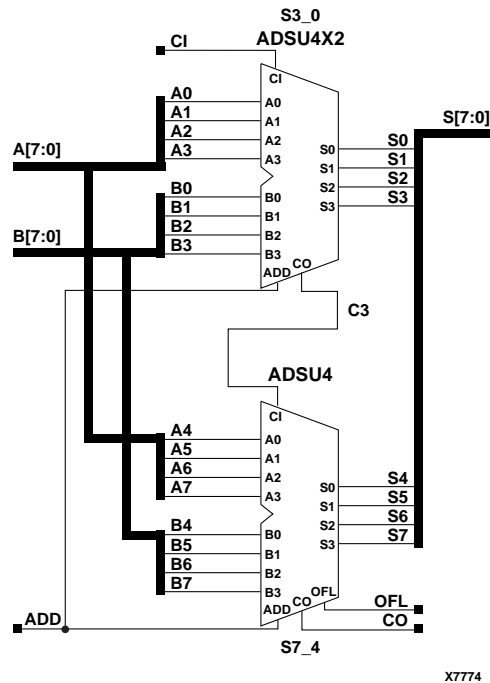 S3_0
ADSU4X2
CI
CI
A0 A0
A1 A1
A2 A2
A3 A3
A[7:0]
S[7:0]
S0 S0
S1 S1
S2 S2
S3 S3
B0 B0
B1 B1
B2 B2
B3 B3
B[7:0]
ADD CO
C3
ADSU4
CI
A4 A0
A5 A1
A6 A2
A7 A3
S0 S4
S1 S5
S2 S6
S3 S7
B4 B0
B5 B1
B6 B2
B7 B3
ADD CO OFL
ADD
OFL
CO
S7_4
X7774